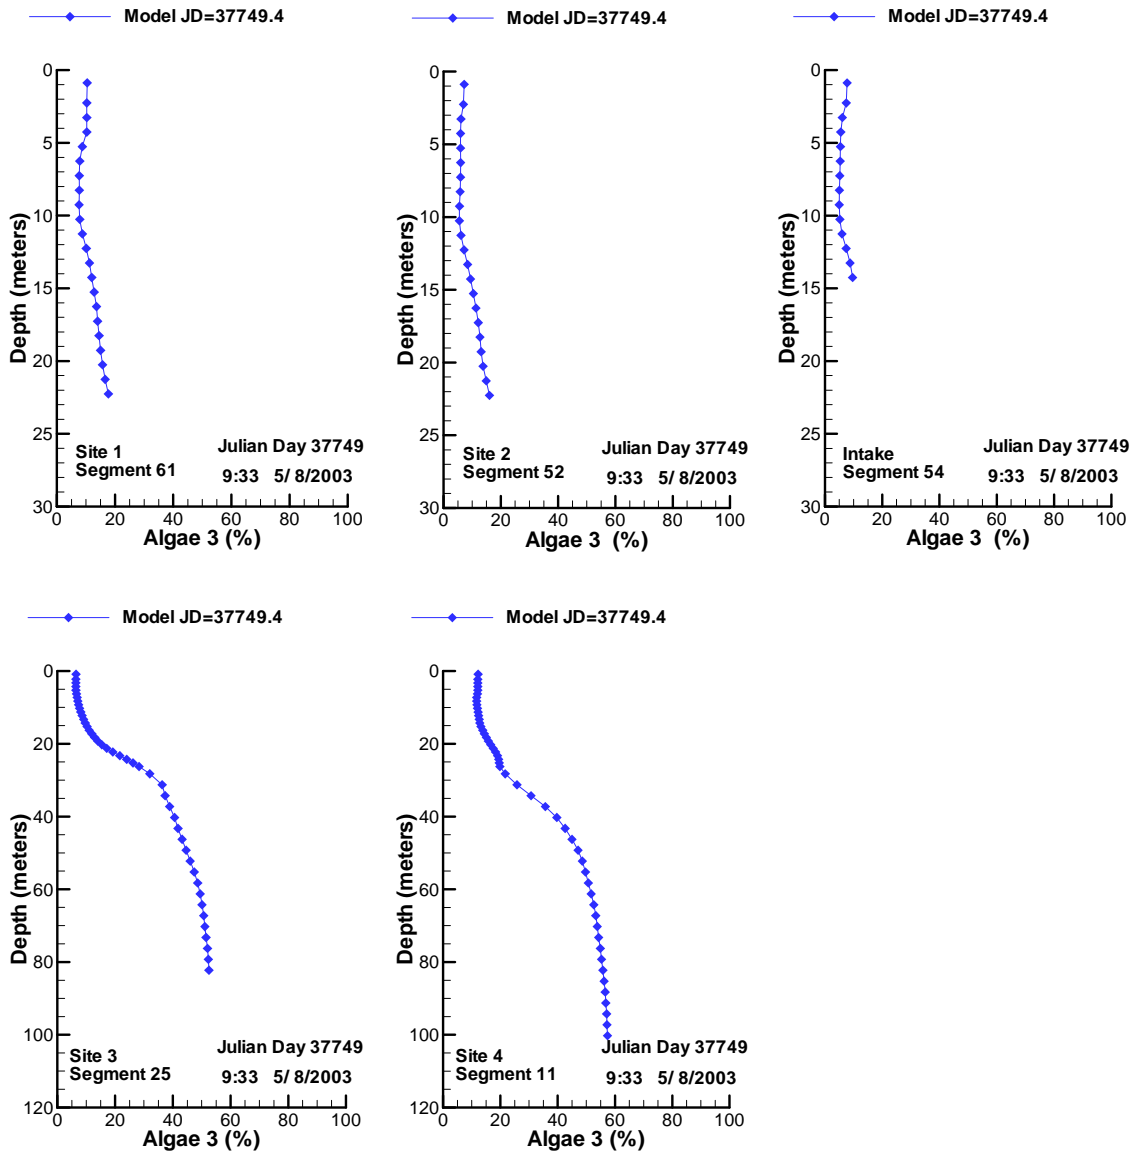 Model JD=37749.4
0
5
10
15
20
25
30
Depth (meters)
Site 1
Segment 61
Julian Day 37749
9:33 5/ 8/2003
0 20 40 60 80 100
Algae 3 (%)
Model JD=37749.4
0
5
10
15
20
25
30
Depth (meters)
Site 2
Segment 52
Julian Day 37749
9:33 5/ 8/2003
0 20 40 60 80 100
Algae 3 (%)
Model JD=37749.4
0
5
10
15
20
25
30
Depth (meters)
Intake
Segment 54
Julian Day 37749
9:33 5/ 8/2003
0 20 40 60 80 100
Algae 3 (%)
Model JD=37749.4
0
20
40
60
80
100
120
Depth (meters)
Site 3
Segment 25
Julian Day 37749
9:33 5/ 8/2003
0 20 40 60 80 100
Algae 3 (%)
Model JD=37749.4
0
20
40
60
80
100
120
Depth (meters)
Site 4
Segment 11
Julian Day 37749
9:33 5/ 8/2003
0 20 40 60 80 100
Algae 3 (%)